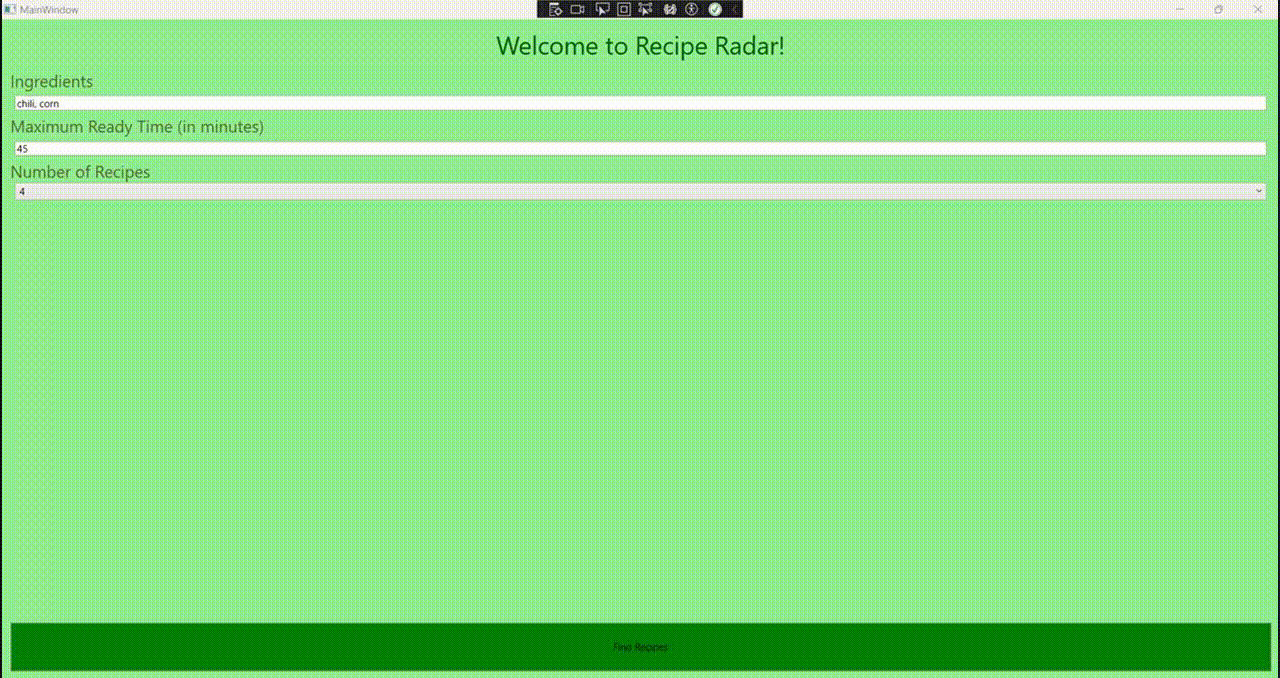 MainWindow
Welcome to Recipe Radar!
Ingredients
chili, corn
Maximum Ready Time (in minutes)
45
Number of Recipes
4
Find Recipes